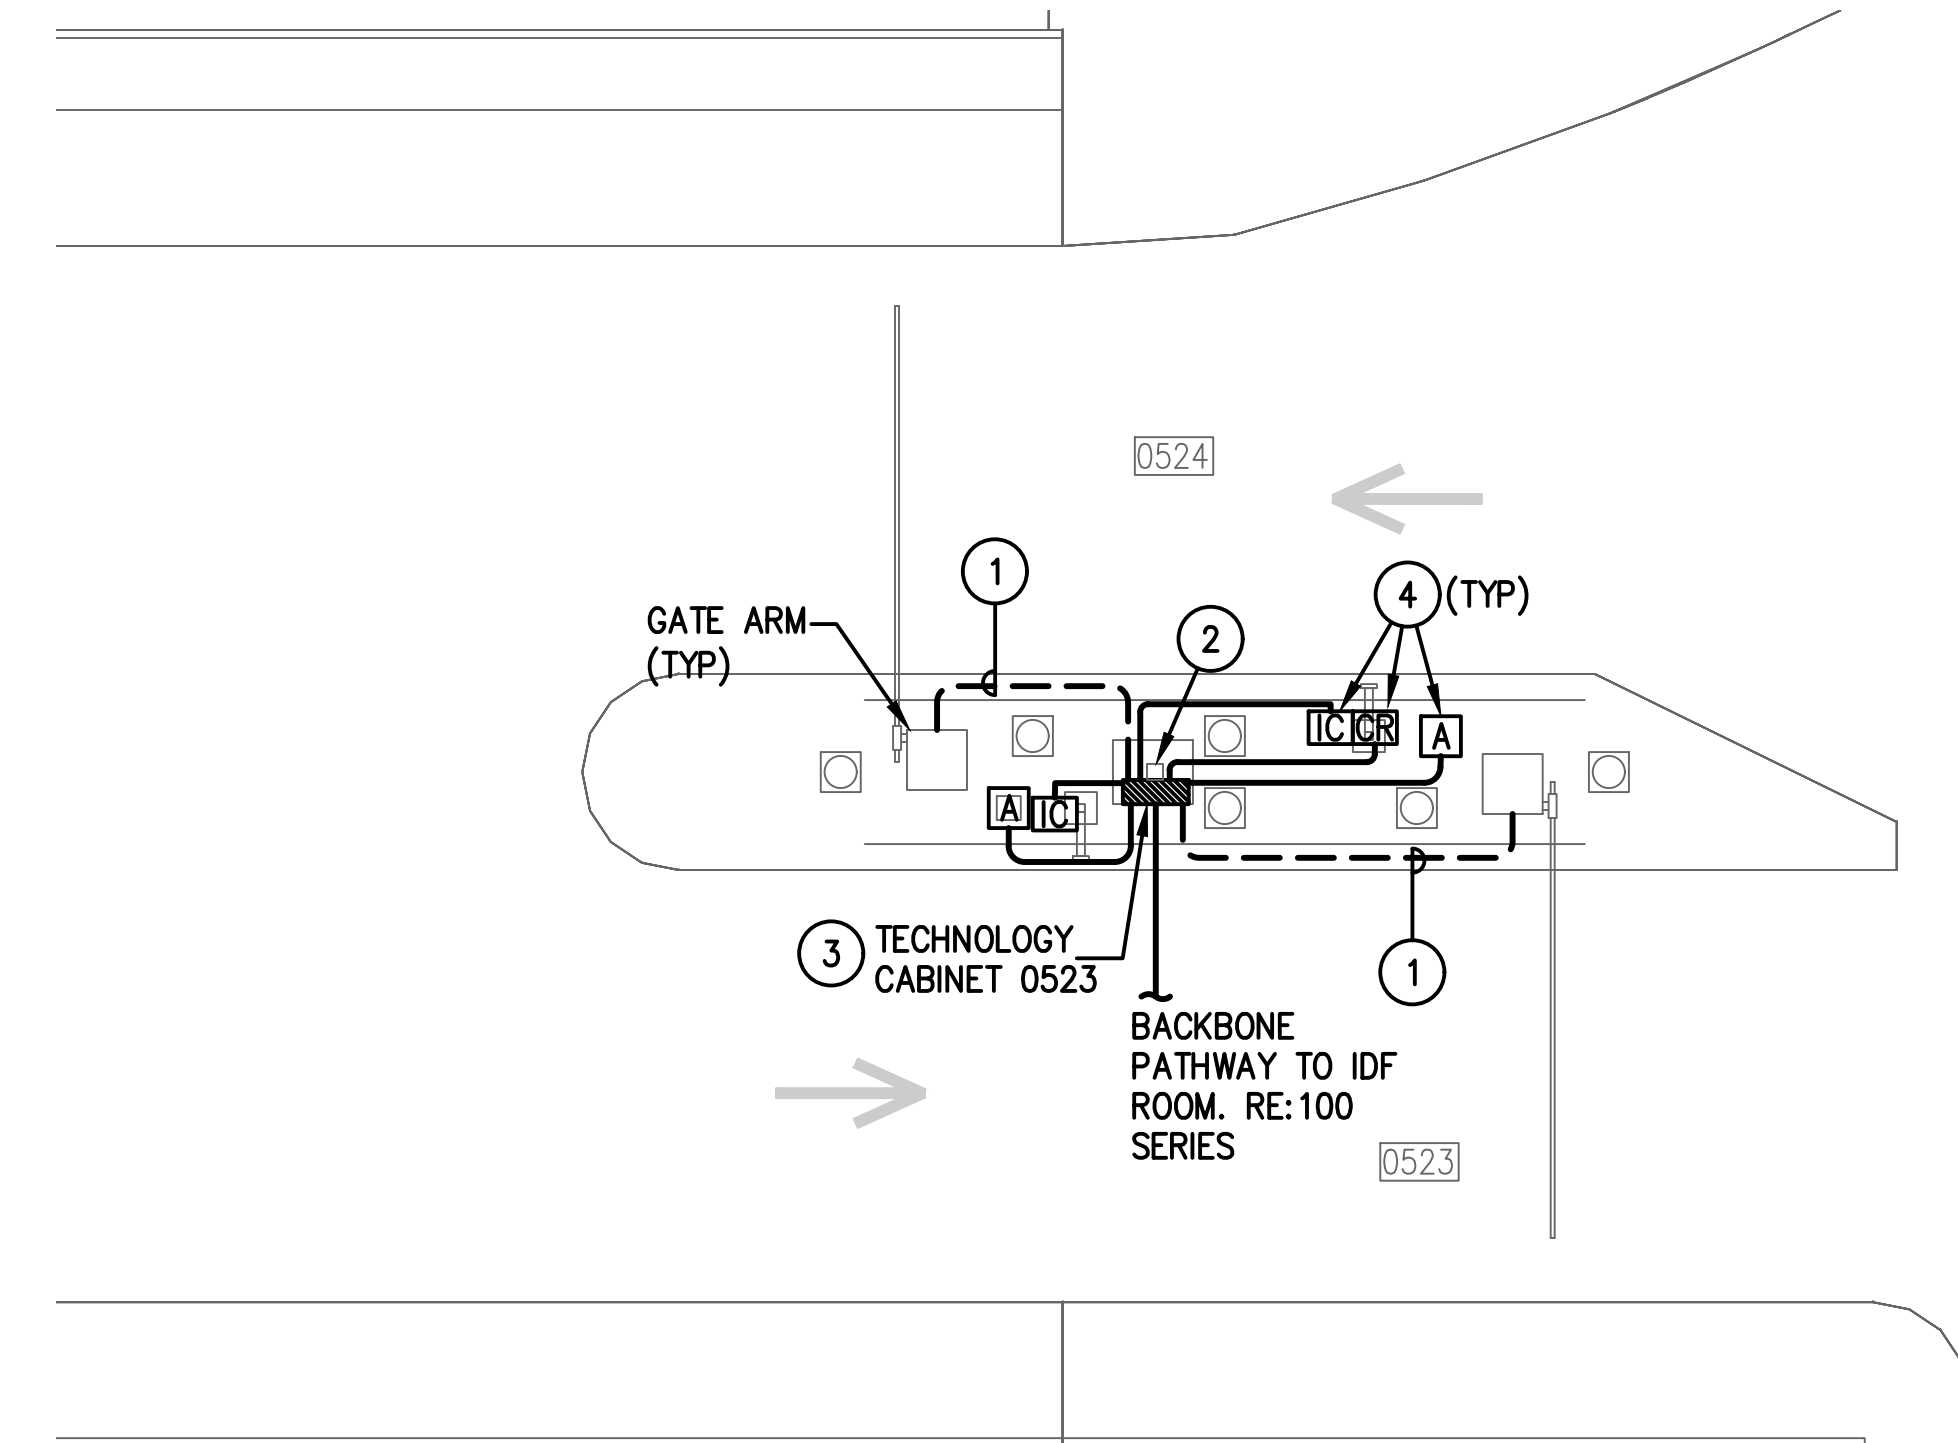 0524
1
4 (TYP)
GATE ARM
(TYP)
2
IC CR
A
A
IC
3
TECHNOLOGY
CABINET 0523
1
BACKBONE
PATHWAY TO IDF
ROOM. RE:100
SERIES
0523